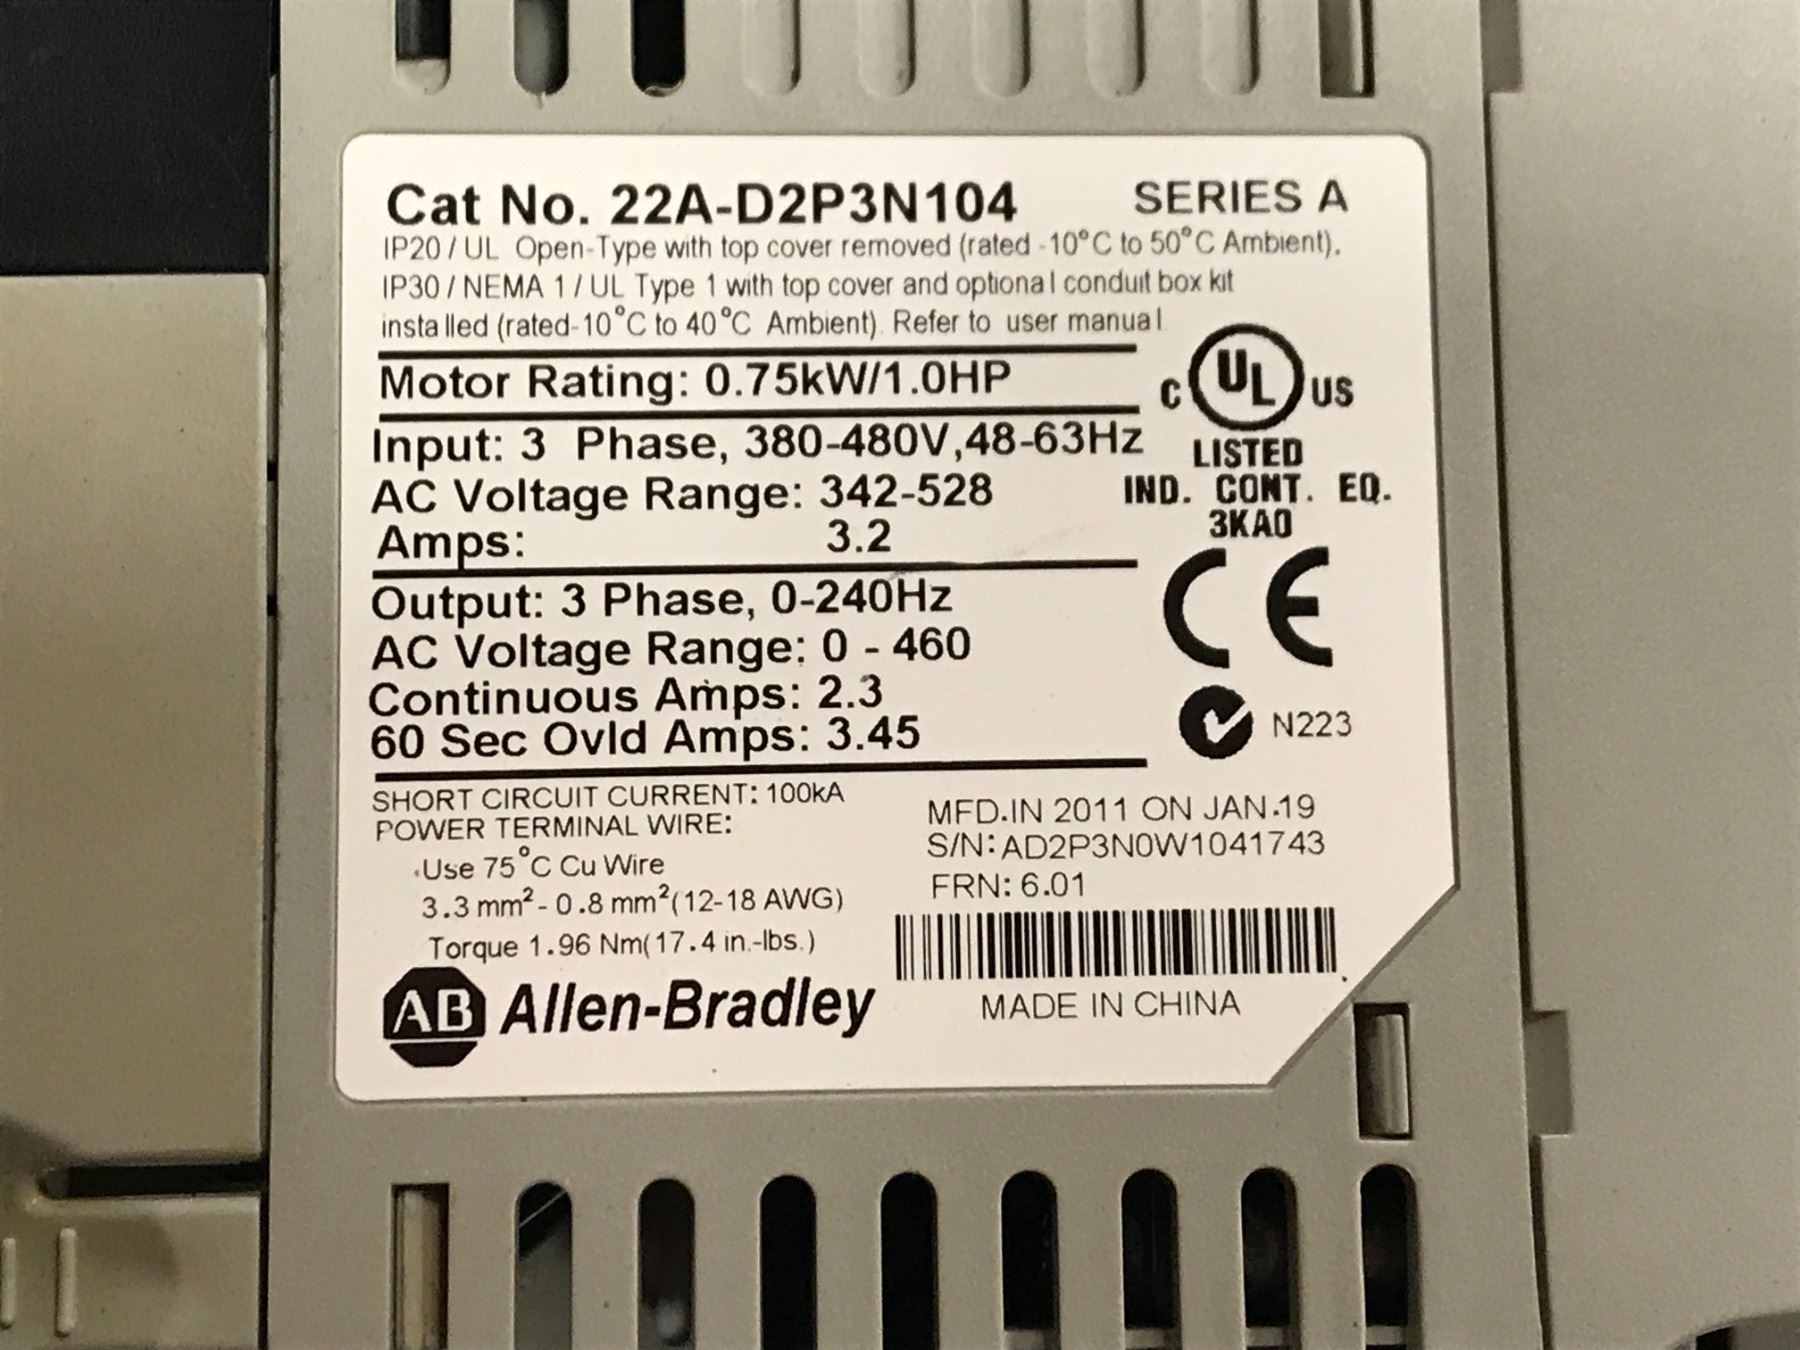 Cat No. 22A-D2P3N104 SERIES A
IP20 / UL Open-Type with top cover removed (rated -10°C to 50°C Ambient).
IP30 / NEMA 1 / UL Type 1 with top cover and optional conduit box kit
installed (rated-10°C to 40°C Ambient). Refer to user manual
Motor Rating: 0.75kW/1.0HP
C UL US
LISTED
IND. CONT. EQ.
3KA0
Input: 3 Phase, 380-480V,48-63Hz
AC Voltage Range: 342-528
Amps: 3.2
CE
Output: 3 Phase, 0-240Hz
AC Voltage Range: 0 - 460
Continuous Amps: 2.3
60 Sec Ovld Amps: 3.45
N223
SHORT CIRCUIT CURRENT: 100kA
POWER TERMINAL WIRE:
Use 75°C Cu Wire
3.3 mm²- 0.8 mm²(12-18 AWG)
Torque 1.96 Nm(17.4 in.-lbs.)
MFD.IN 2011 ON JAN.19
S/N: AD2P3N0W1041743
FRN: 6.01
MADE IN CHINA
AB Allen-Bradley